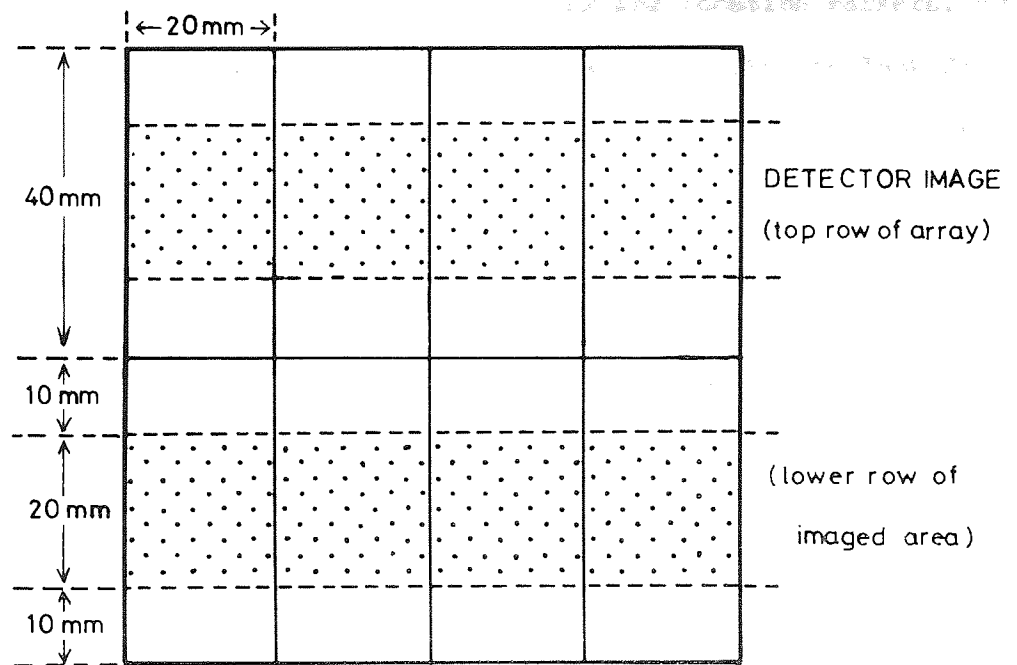 20mm
40mm
DETECTOR IMAGE
(top row of array)
10 mm
20 mm
(lower row of
imaged area)
10 mm